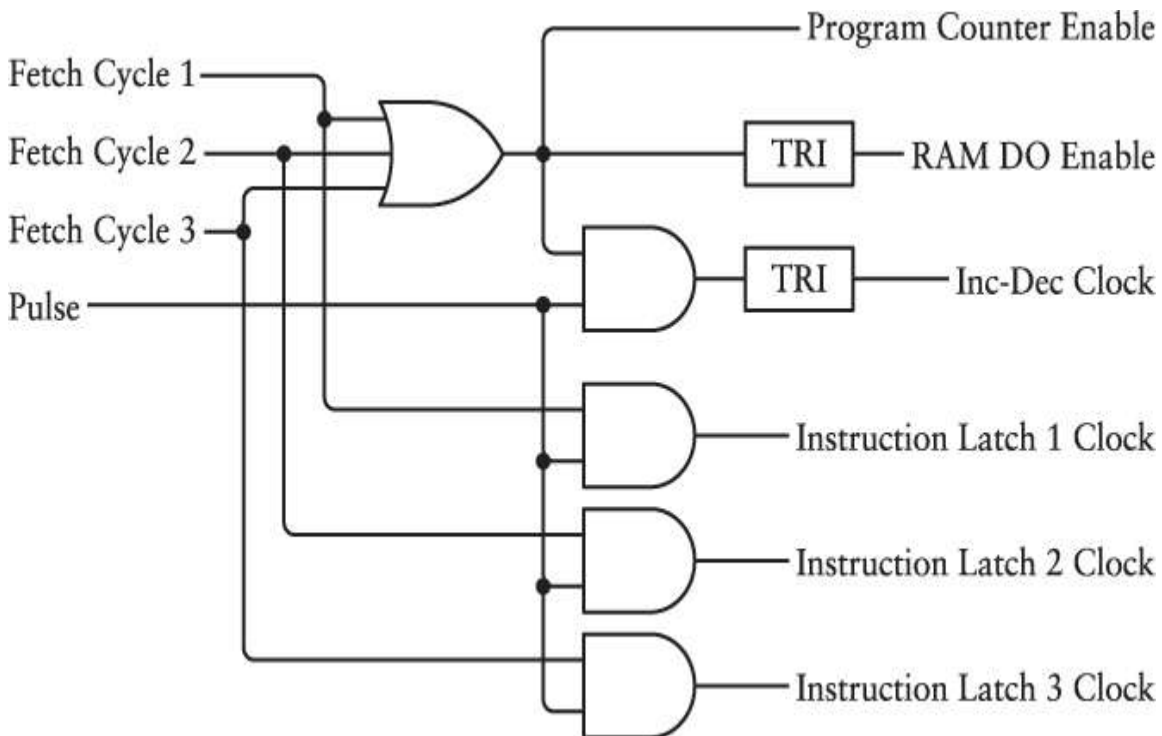 Program Counter Enable
Fetch Cycle 1
Fetch Cycle 2
TRI
RAM DO Enable
Fetch Cycle 3
Pulse
TRI
Inc-Dec Clock
Instruction Latch 1 Clock
Instruction Latch 2 Clock
Instruction Latch 3 Clock